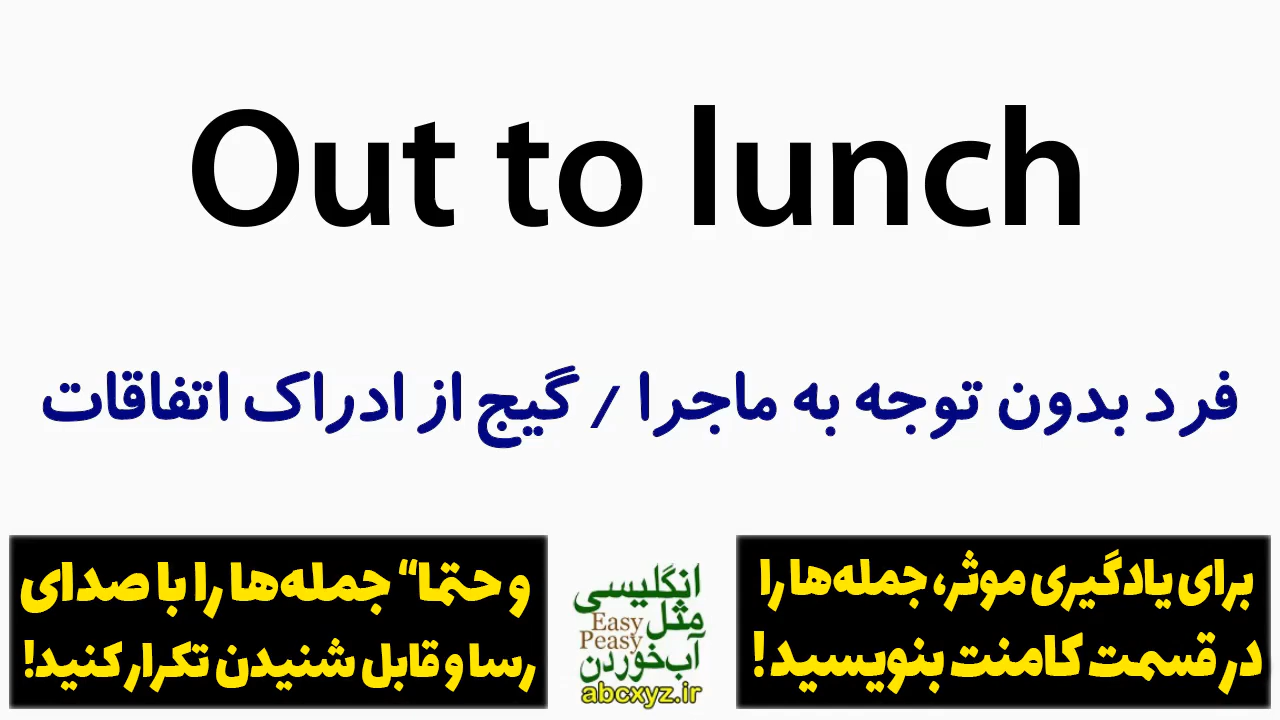 Out to lunch
فرد بدون توجه به ماجرا / گیج از ادراک اتفاقات
برای یادگیری موثر، جمله‌ها را
در قسمت کامنت بنویسید !
انگلیسی
مثل
Easy
Peasy
آب‌خوردن
abcxyz.ir
و حتما“ جمله‌ها را با صدای
رسا و قابل شنیدن تکرار کنید!